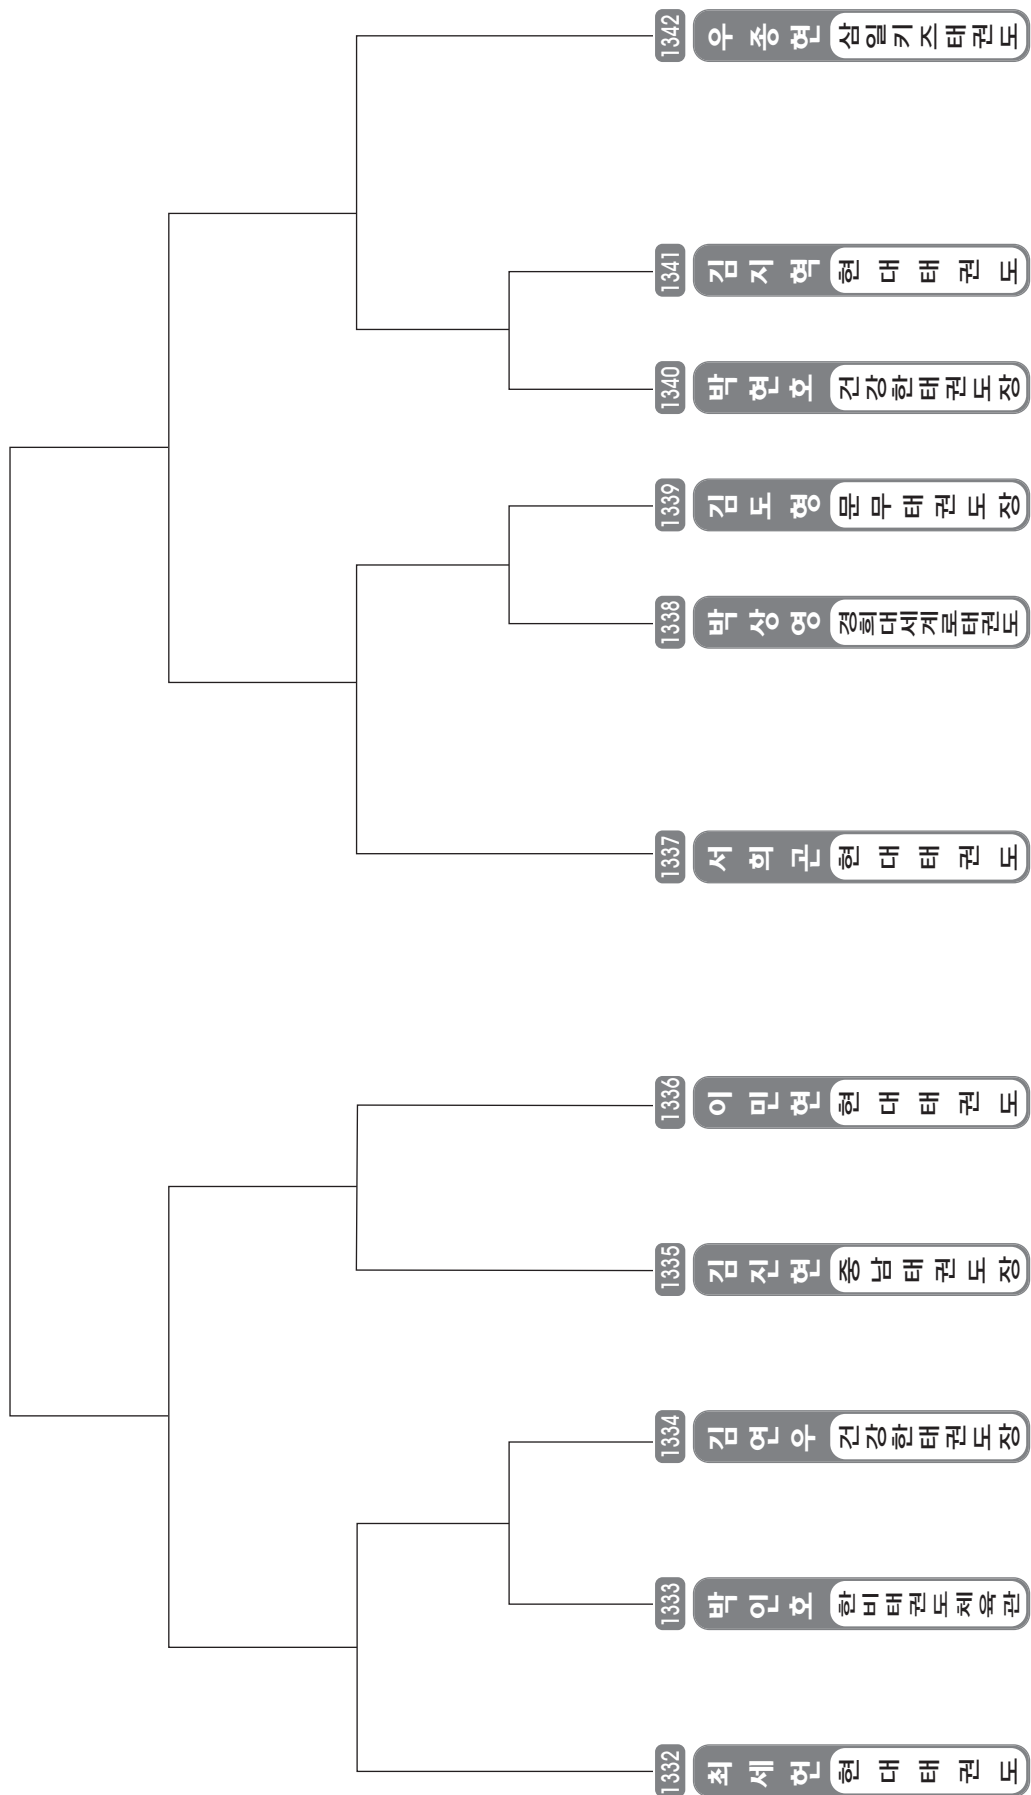 1342 우종현 삼일키즈태권도
1341 김지혁 현대태권도
1340 박현호 건강한태권도장
1339 김도형 문무태권도장
1338 박상영 경희대세계로태권도
1337 서희곤 현대태권도
1336 이민현 현대태권도
1335 김진현 충남태권도장
1334 김연우 건강한태권도장
1333 박인호 한비태권도체육관
1332 최세헌 현대태권도